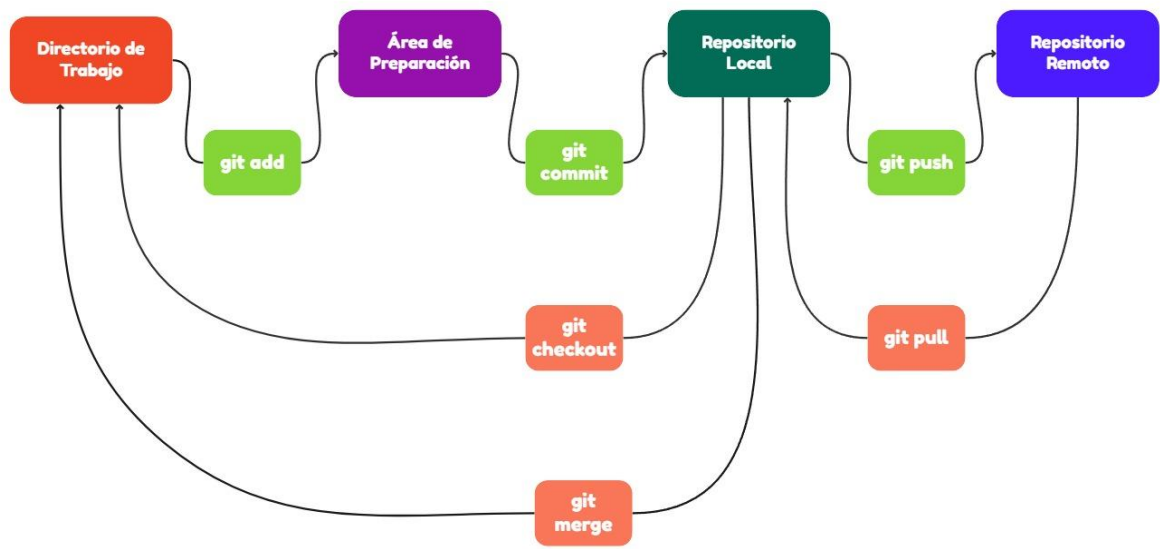 Directorio de
Trabajo
Área de
Preparación
Repositorio
Local
Repositorio
Remoto
git add
git
commit
git push
git
checkout
git pull
git
merge